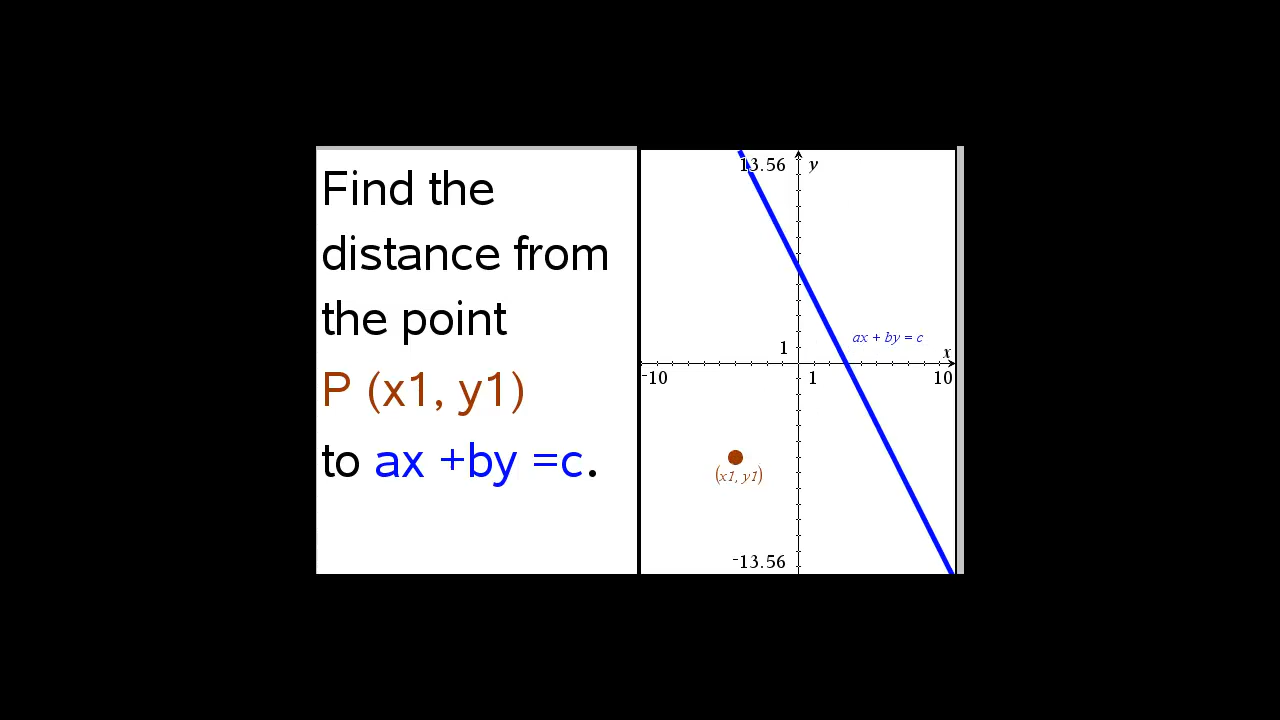 Find the
distance from
the point
P (x1, y1)
to ax +by =c.
13.56 y
ax + by = c
1
x
-10 1 10
(x1, y1)
-13.56